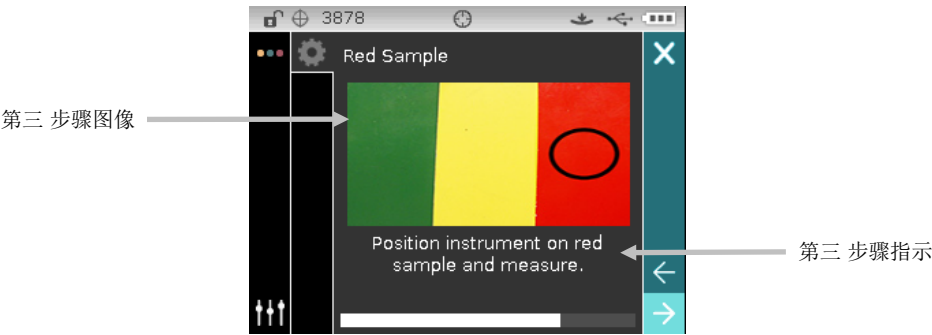 3878
Red Sample
第三 步骤图像
Position instrument on red
sample and measure.
第三 步骤指示